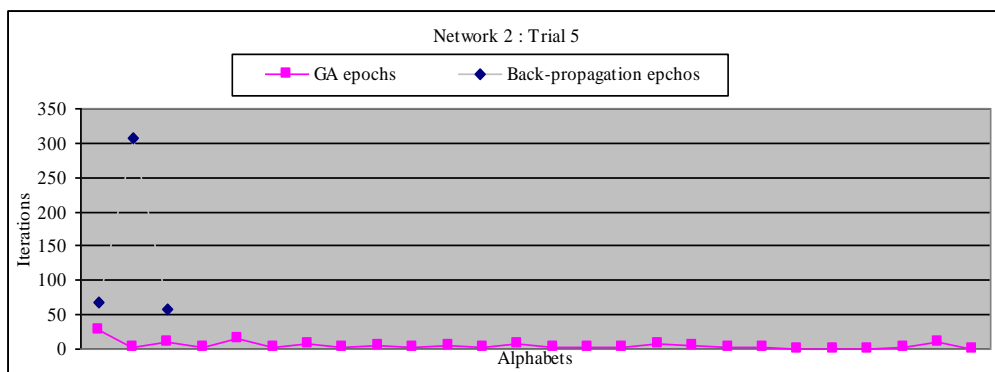 Network 2 : Trial 5
GA epochs
Back-propagation epchos
350
300
250
200
150
100
50
0
Iterations
Alphabets